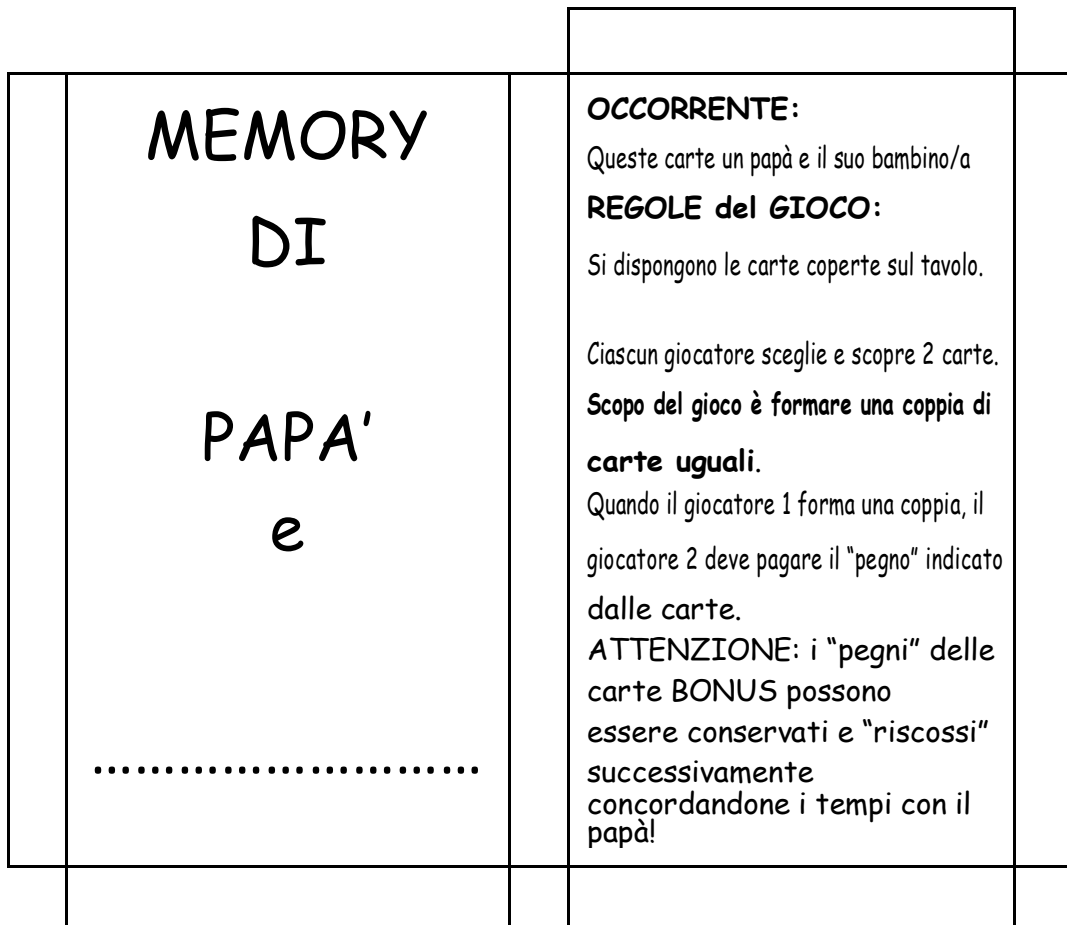 MEMORY
DI
PAPA’
e
………………………
OCCORRENTE:
Queste carte un papà e il suo bambino/a
REGOLE del GIOCO:
Si dispongono le carte coperte sul tavolo.
Ciascun giocatore sceglie e scopre 2 carte.
Scopo del gioco è formare una coppia di
carte uguali.
Quando il giocatore 1 forma una coppia, il
giocatore 2 deve pagare il “pegno” indicato
dalle carte.
ATTENZIONE: i “pegni” delle
carte BONUS possono
essere conservati e “riscossi”
successivamente
concordandone i tempi con il
papà!